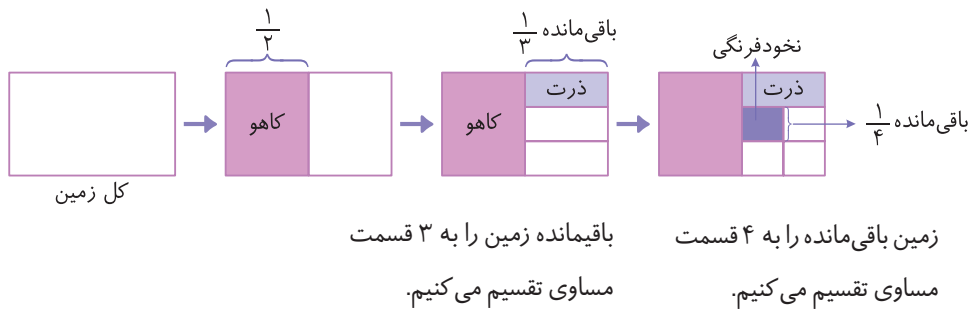 ۱/۲
باقی‌مانده ۱/۳
نخودفرنگی
کاهو
کاهو
ذرت
ذرت
باقی‌مانده ۱/۴
کل زمین
باقیمانده زمین را به ۳ قسمت
مساوی تقسیم می‌کنیم.
زمین باقی‌مانده را به ۴ قسمت
مساوی تقسیم می‌کنیم.